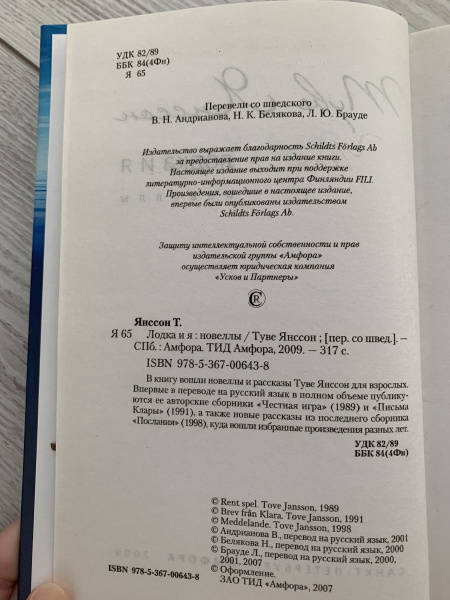 УДК 82/89
ББК 84(4Фи)
Я 65
Перевели со шведского
В. Н. Андрианова, Н. К. Белякова, Л. Ю. Брауде
Издательство выражает благодарность Schildts Förlags Ab
за предоставление прав на издание книги.
Настоящее издание выходит при поддержке
литературно-информационного центра Финляндии FILI.
Произведения, вошедшие в настоящее издание,
впервые были опубликованы издательством
Schildts Förlags Ab.
Защиту интеллектуальной собственности и прав
издательской группы «Амфора»
осуществляет юридическая компания
«Усков и Партнеры»
Янссон Т.
Я 65 Лодка и я : новеллы / Туве Янссон ; [пер. со швед.]. –
СПб. : Амфора. ТИД Амфора, 2009. – 317 с.
ISBN 978-5-367-00643-8
В книгу вошли новеллы и рассказы Туве Янссон для взрослых.
Впервые в переводе на русский язык в полном объеме публику-
ются ее авторские сборники «Честная игра» (1989) и «Письма
Клары» (1991), а также новые рассказы из последнего сборника
«Послания» (1998), куда вошли избранные произведения разных лет.
УДК 82/89
ББК 84(4Фи)
© Rent spel. Tove Jansson, 1989
© Brev från Klara. Tove Jansson, 1991
© Meddelande. Tove Jansson, 1998
© Андрианова В., перевод на русский язык, 2001
© Белякова Н., перевод на русский язык, 2000
© Брауде Л., перевод на русский язык, 2000,
2001, 2007
© Оформление.
ЗАО ТИД «Амфора», 2007
ISBN 978-5-367-00643-8